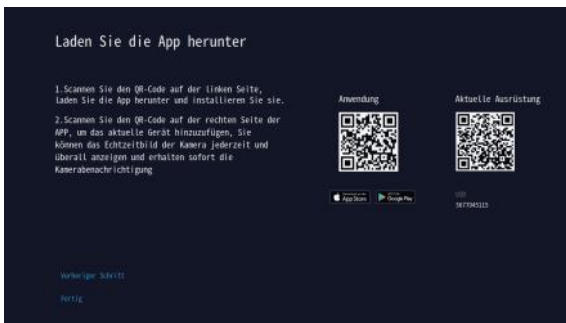 Laden Sie die App herunter
1.Scannen Sie den QR-Code auf der linken Seite,
laden Sie die App herunter und installieren Sie sie.
2.Scannen Sie den QR-Code auf der rechten Seite der
APP, um das aktuelle Gerät hinzuzufügen, Sie
können das Echtzeitbild der Kamera jederzeit und
überall anzeigen und erhalten sofort die
Kamerabenachrichtigung
Anwendung
Aktuelle Ausrüstung
App Store
Google Play
Vorheriger Schritt
Fertig